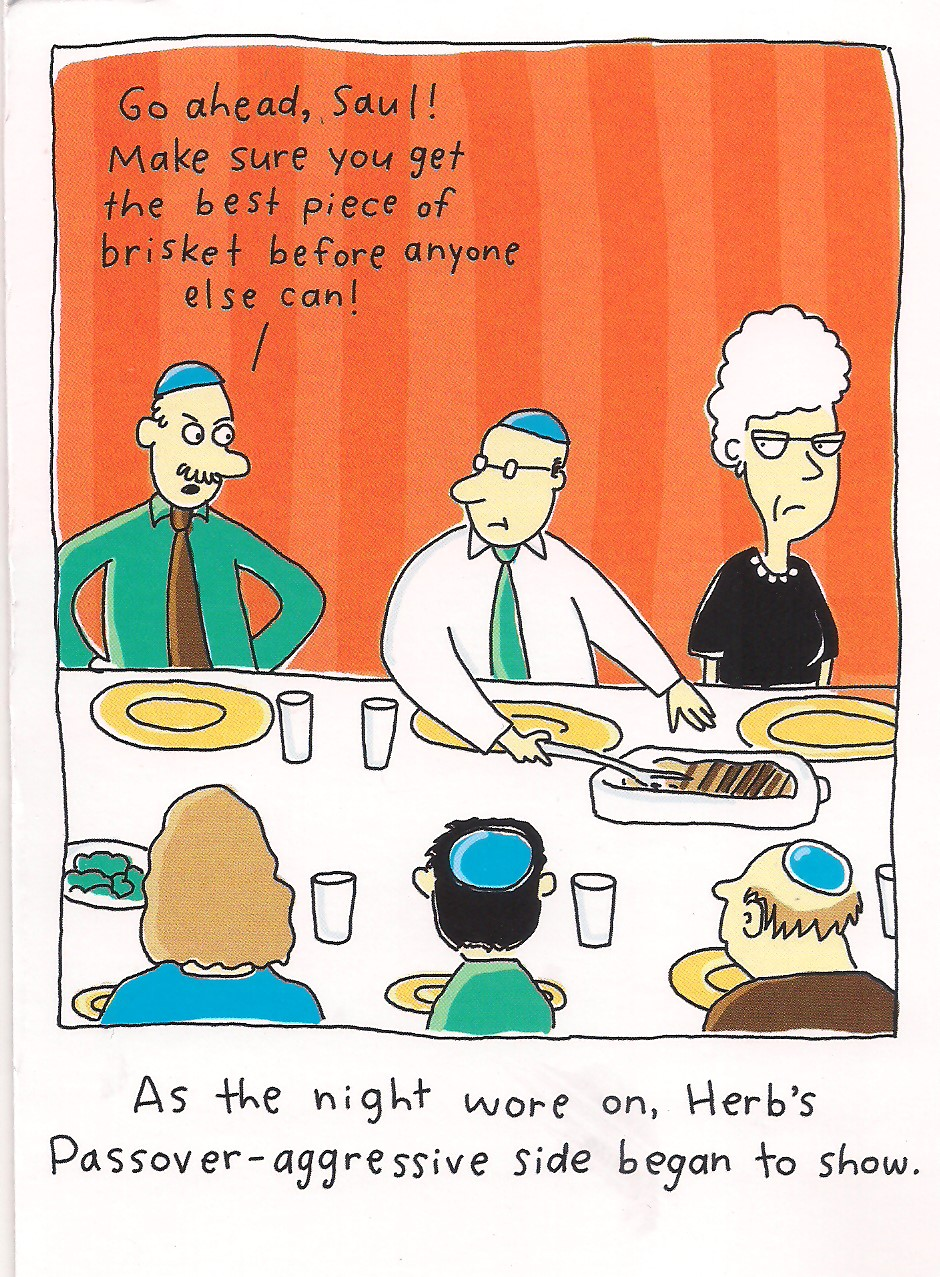 Go ahead, Saul!
Make sure you get
the best piece of
brisket before anyone
else can!
As the night wore on, Herb's
Passover-aggressive side began to show.